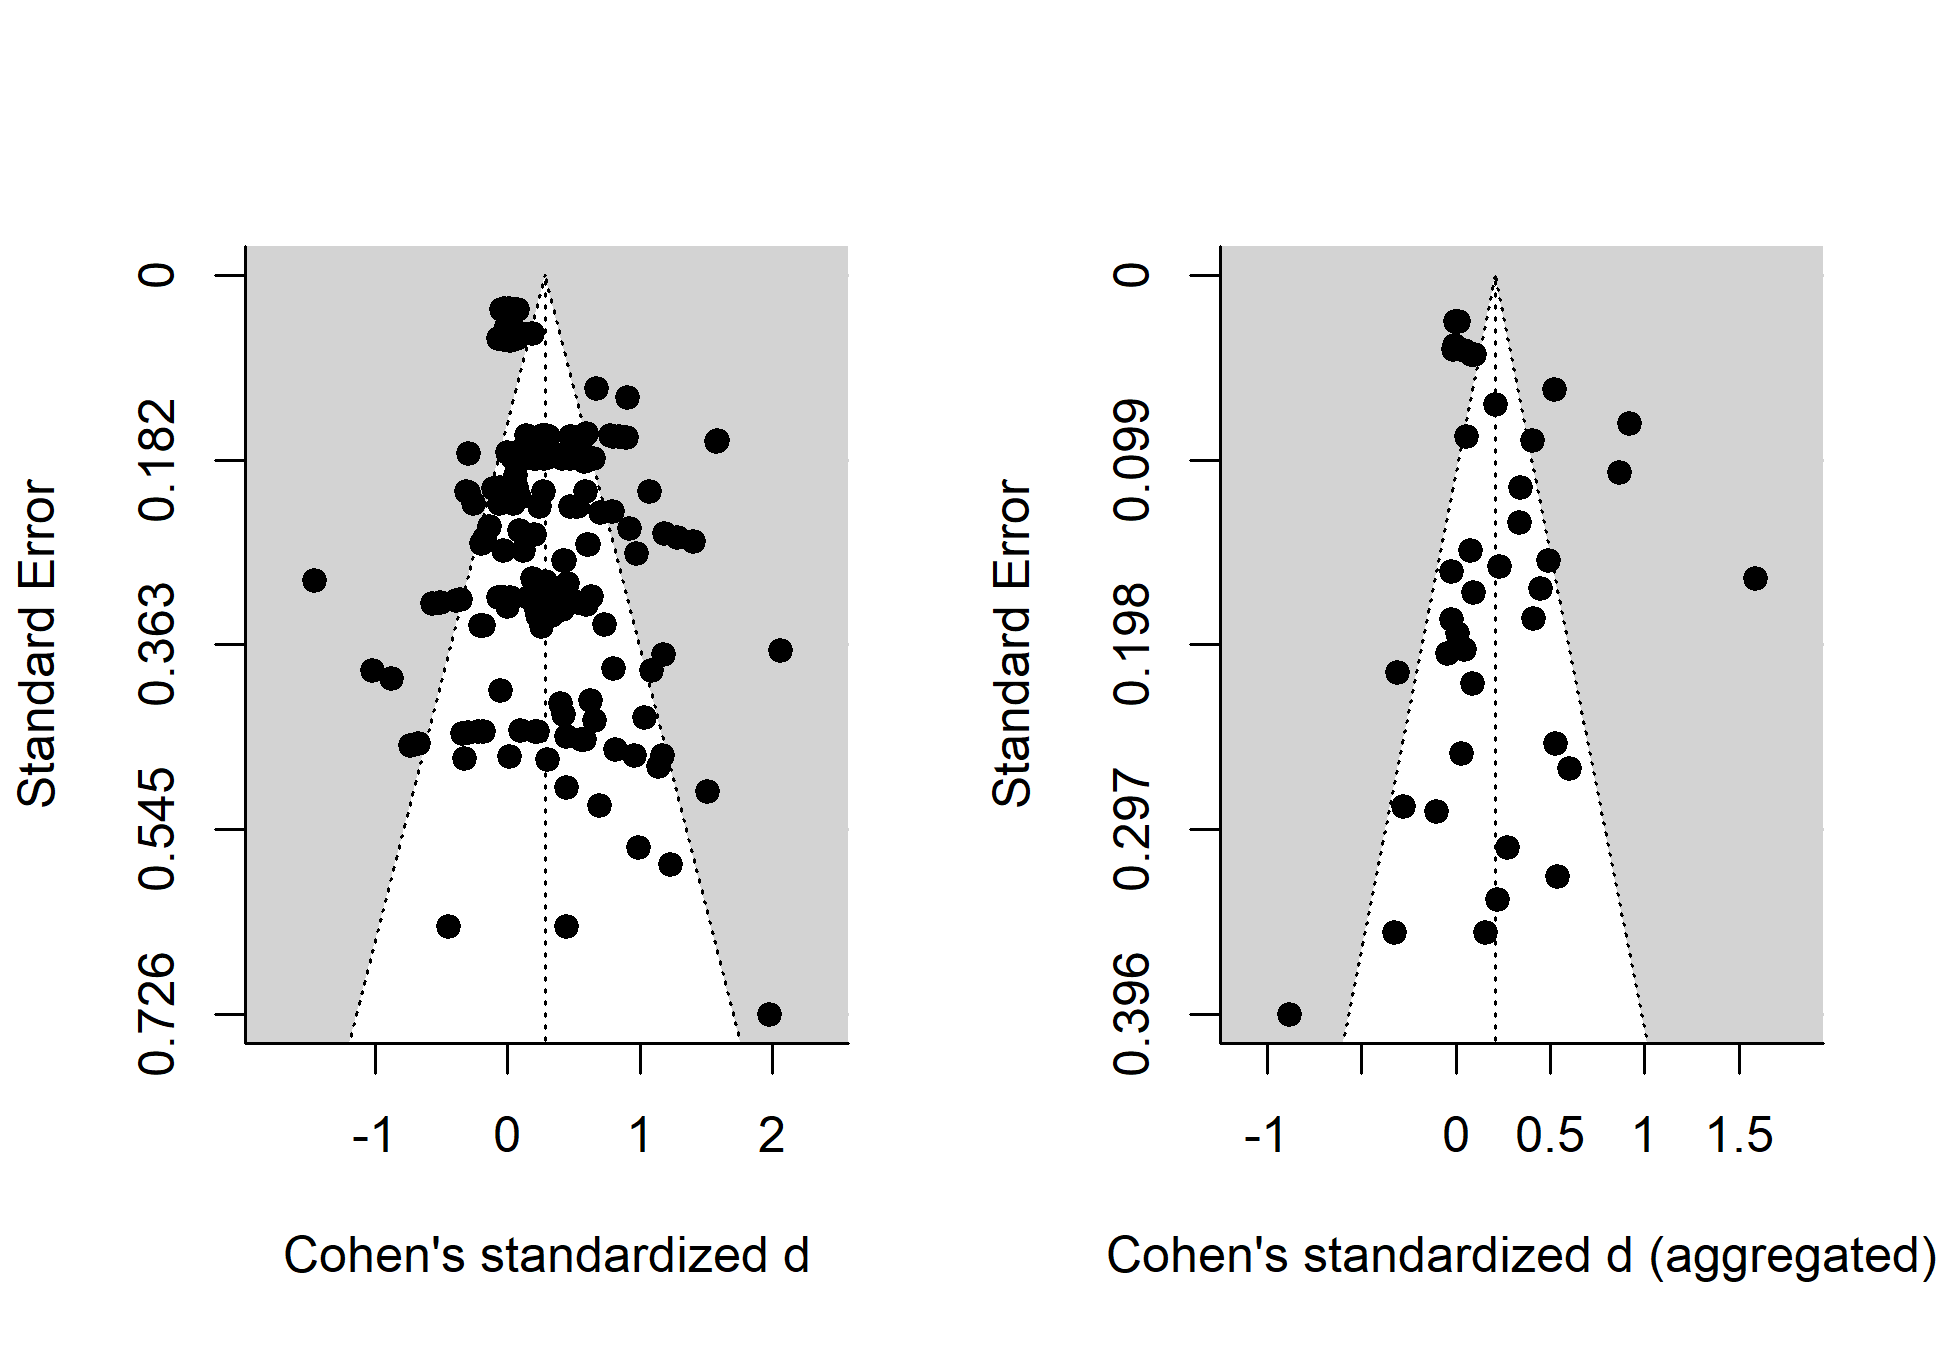 Standard Error
0
0.182
0.363
0.545
0.726
-1 0 1 2
Cohen's standardized d
Standard Error
0
0.099
0.198
0.297
0.396
-1 0 0.5 1 1.5
Cohen's standardized d (aggregated)